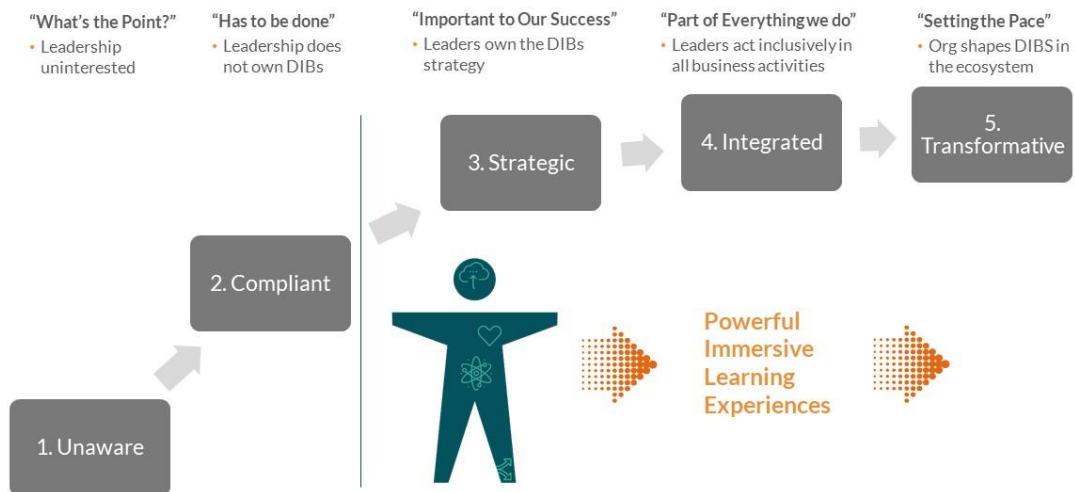 “What’s the Point?”
• Leadership
uninterested
“Has to be done”
• Leadership does
not own DIBs
“Important to Our Success”
• Leaders own the DIBs
strategy
“Part of Everything we do”
• Leaders act inclusively in
all business activities
“Setting the Pace”
• Org shapes DIBS in
the ecosystem
1. Unaware
2. Compliant
3. Strategic
4. Integrated
5.
Transformative
Powerful
Immersive
Learning
Experiences